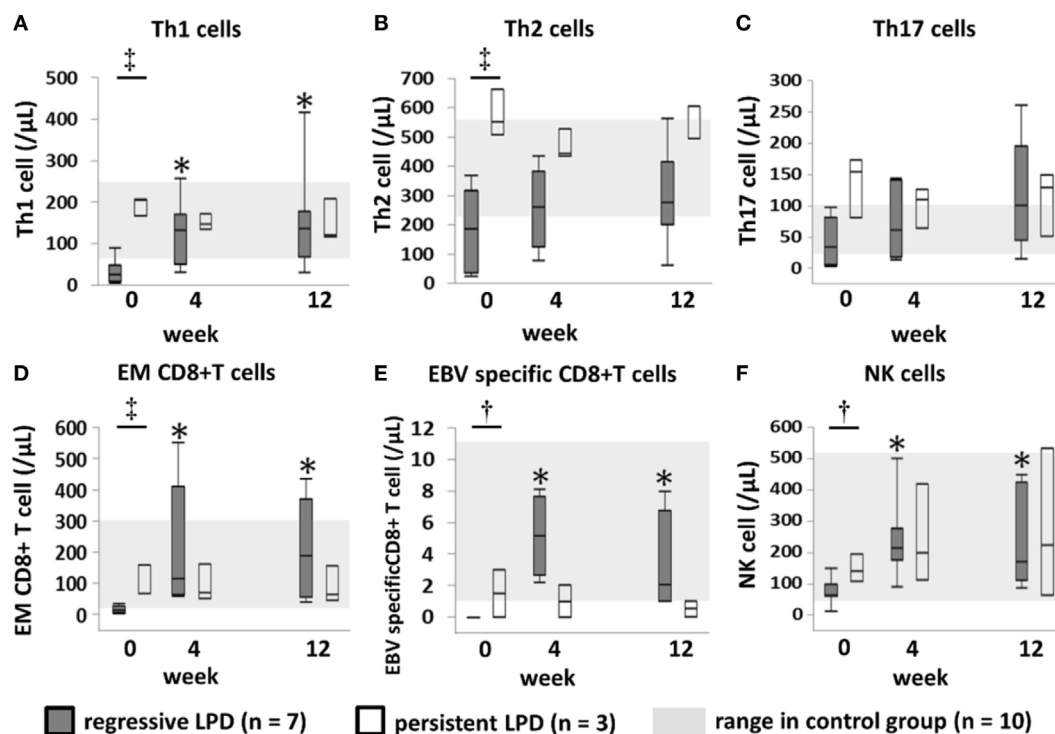 A Th1 cells
B Th2 cells
C Th17 cells
‡
‡
Th1 cell (/μL)
500
400
300
200
100
0
*
*
0 4 12
week
Th2 cell (/μL)
700
600
500
400
300
200
100
0
0 4 12
week
Th17 cell (/μL)
300
250
200
150
100
50
0
0 4 12
week
D EM CD8+T cells
E EBV specific CD8+T cells
F NK cells
‡
†
†
EM CD8+ T cell (/μL)
600
500
400
300
200
100
0
*
*
0 4 12
week
EBV specificCD8+ T cell (/μL)
12
10
8
6
4
2
0
*
*
0 4 12
week
NK cell (/μL)
600
500
400
300
200
100
0
*
*
0 4 12
week
regressive LPD (n = 7) persistent LPD (n = 3) range in control group (n = 10)